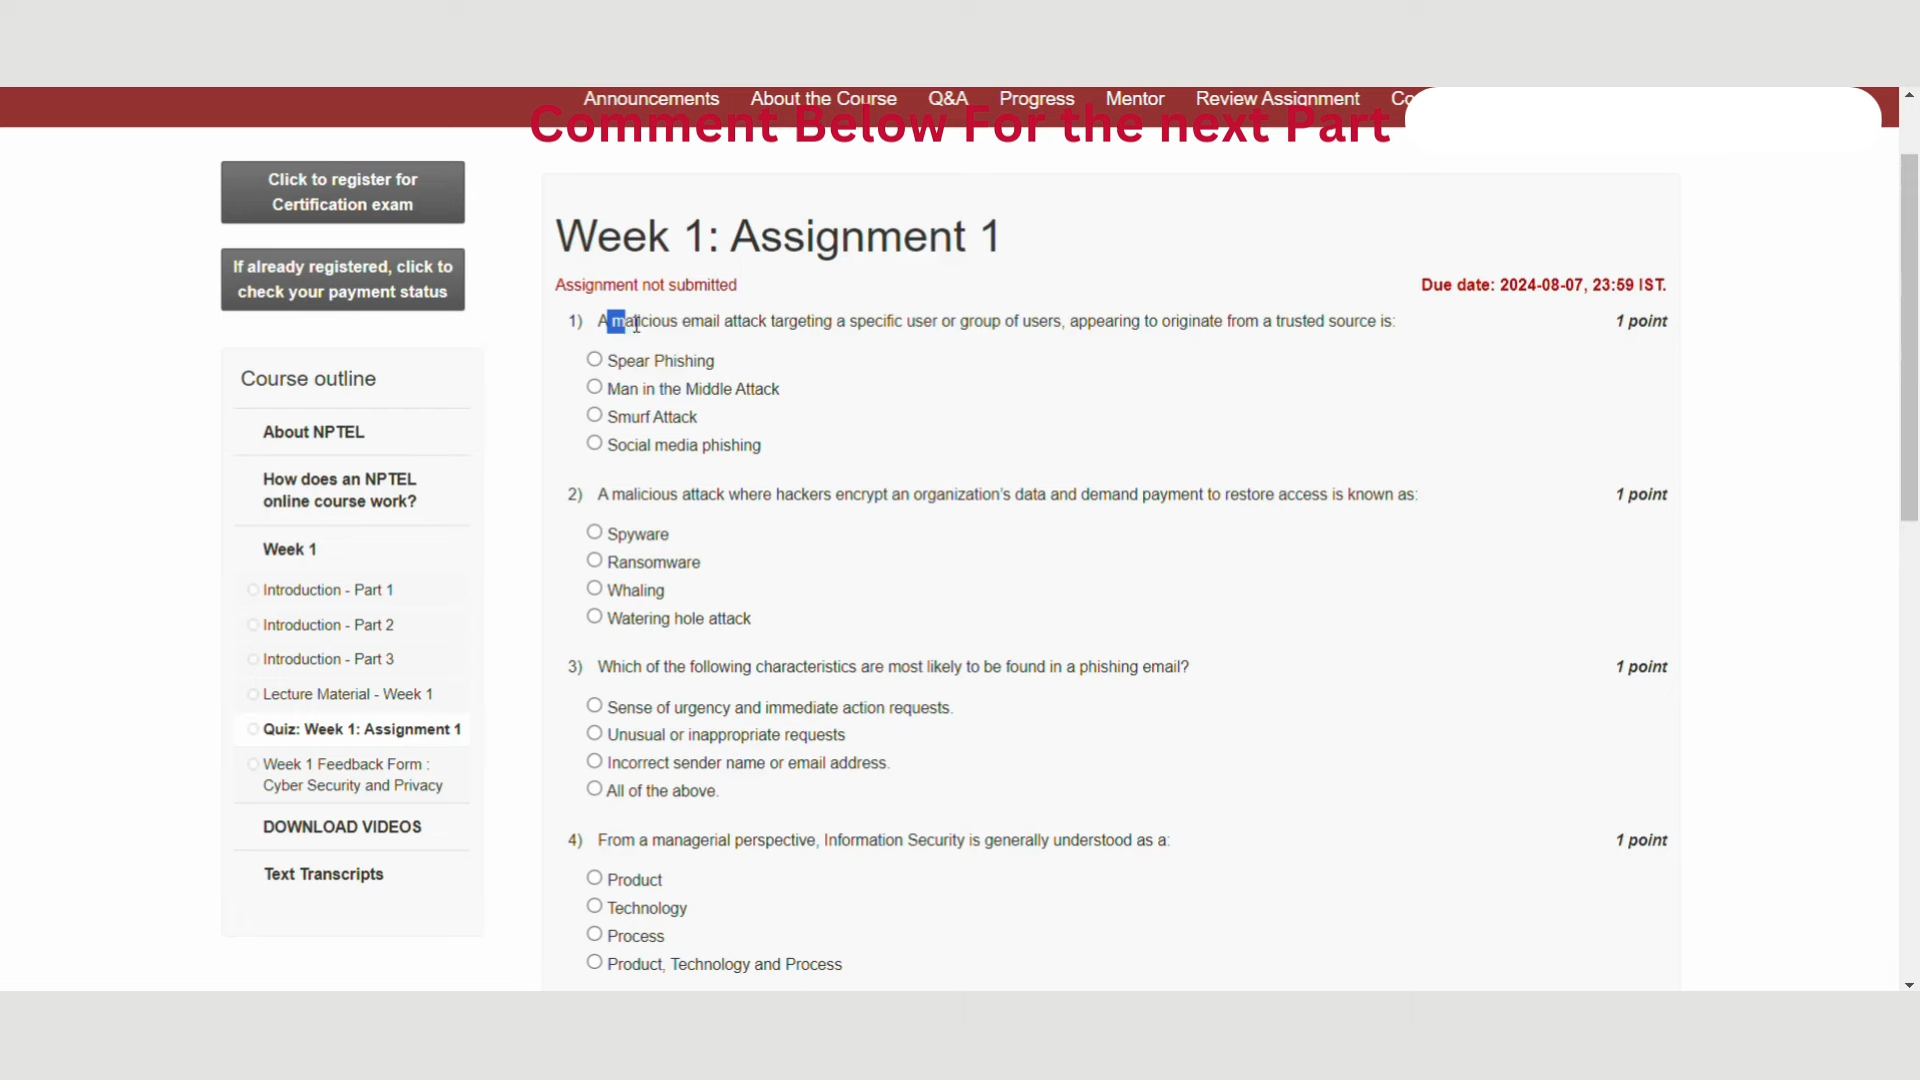 Announcements About the Course Q&A Progress Mentor Review Assignment Co
Comment Below For the next Part
Click to register for
Certification exam
If already registered, click to
check your payment status
Course outline
About NPTEL
How does an NPTEL
online course work?
Week 1
Introduction - Part 1
Introduction - Part 2
Introduction - Part 3
Lecture Material - Week 1
Quiz: Week 1: Assignment 1
Week 1 Feedback Form :
Cyber Security and Privacy
DOWNLOAD VIDEOS
Text Transcripts
Week 1: Assignment 1
Assignment not submitted Due date: 2024-08-07, 23:59 IST.
1) A malicious email attack targeting a specific user or group of users, appearing to originate from a trusted source is: 1 point
Spear Phishing
Man in the Middle Attack
Smurf Attack
Social media phishing
2) A malicious attack where hackers encrypt an organization's data and demand payment to restore access is known as: 1 point
Spyware
Ransomware
Whaling
Watering hole attack
3) Which of the following characteristics are most likely to be found in a phishing email? 1 point
Sense of urgency and immediate action requests.
Unusual or inappropriate requests
Incorrect sender name or email address.
All of the above.
4) From a managerial perspective, Information Security is generally understood as a: 1 point
Product
Technology
Process
Product, Technology and Process